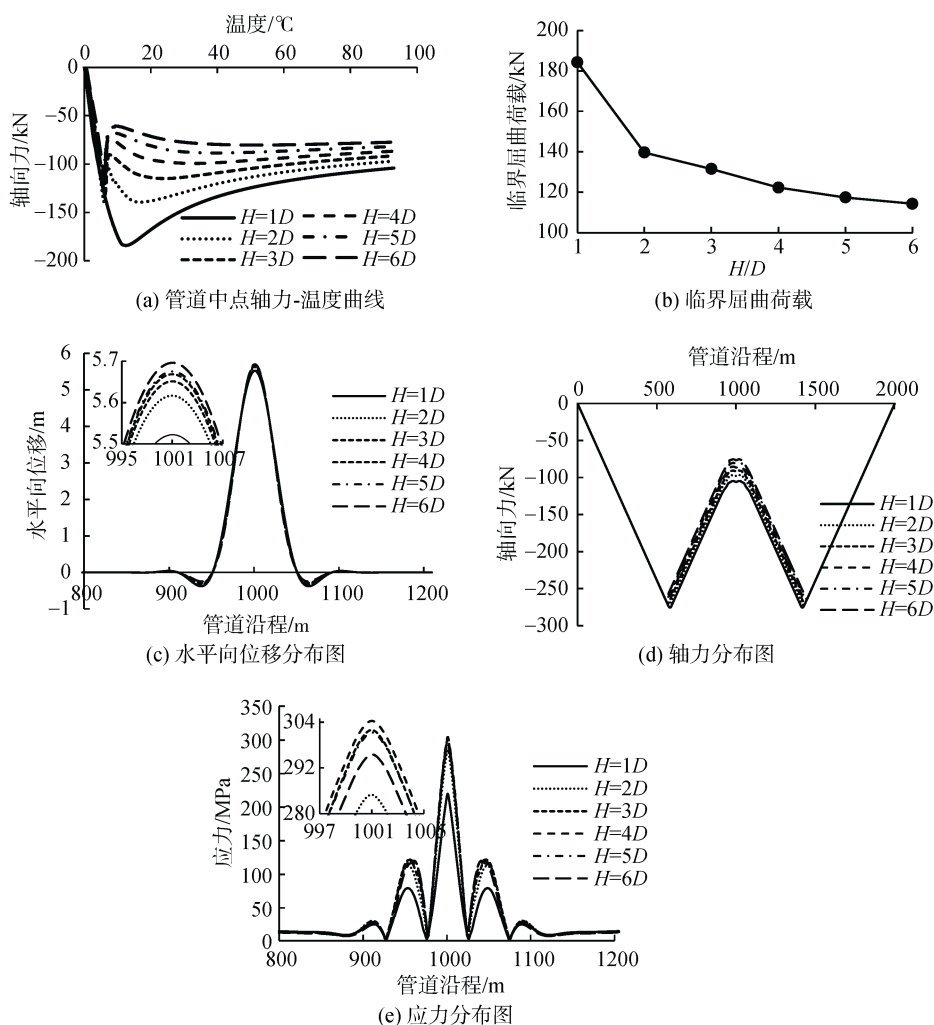 温度/℃
0 20 40 60 80 100
0
−50
−100
−150
−200
轴向力/kN
H=1D
H=2D
H=3D
H=4D
H=5D
H=6D
(a) 管道中点轴力-温度曲线
200
180
160
140
120
100
临界屈曲荷载/kN
1 2 3 4 5 6
H/D
(b) 临界屈曲荷载
6
5
4
3
2
1
0
−1
水平向位移/m
5.7
5.6
5.5
995 1001 1007
H=1D
H=2D
H=3D
H=4D
H=5D
H=6D
800 900 1000 1100 1200
管道沿程/m
(c) 水平向位移分布图
管道沿程/m
0 500 1000 1500 2000
0
−50
−100
−150
−200
−250
−300
轴向力/kN
H=1D
H=2D
H=3D
H=4D
H=5D
H=6D
(d) 轴力分布图
350
300
250
200
150
100
50
0
应力/MPa
304
292
280
997 1001 1005
H=1D
H=2D
H=3D
H=4D
H=5D
H=6D
800 900 1000 1100 1200
管道沿程/m
(e) 应力分布图